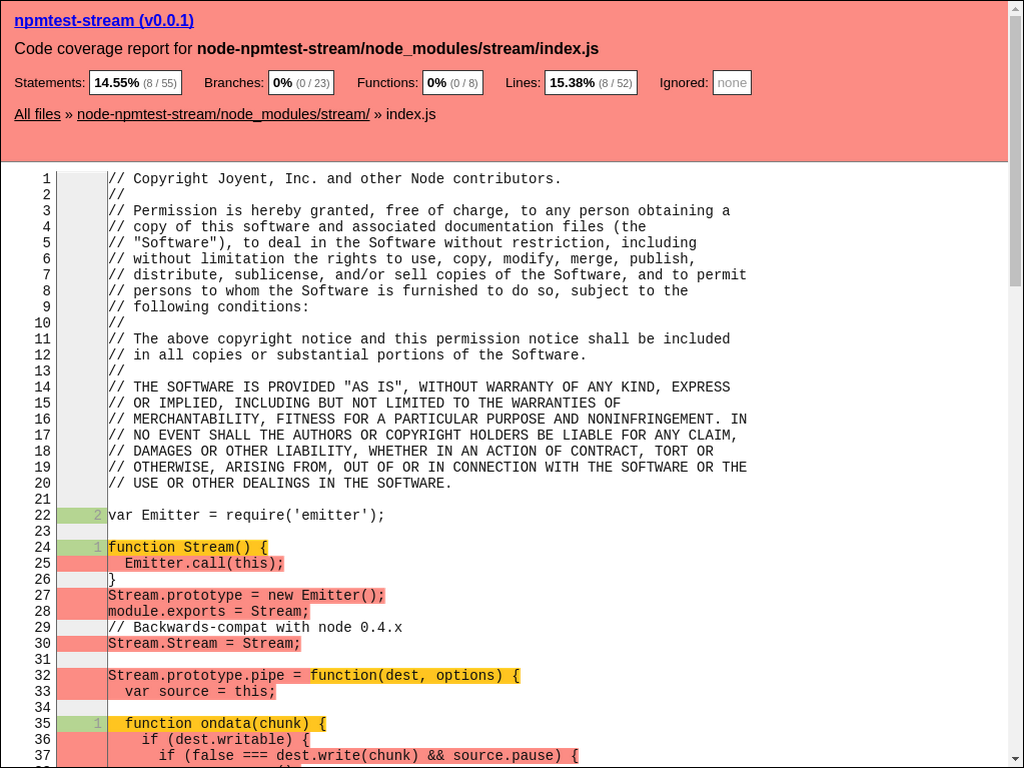 npmtest-stream (v0.0.1)
Code coverage report for node-npmtest-stream/node_modules/stream/index.js
Statements: 14.55% (8 / 55) Branches: 0% (0 / 23) Functions: 0% (0 / 8) Lines: 15.38% (8 / 52) Ignored: none
All files » node-npmtest-stream/node_modules/stream/ » index.js
1 // Copyright Joyent, Inc. and other Node contributors.
2 //
3 // Permission is hereby granted, free of charge, to any person obtaining a
4 // copy of this software and associated documentation files (the
5 // "Software"), to deal in the Software without restriction, including
6 // without limitation the rights to use, copy, modify, merge, publish,
7 // distribute, sublicense, and/or sell copies of the Software, and to permit
8 // persons to whom the Software is furnished to do so, subject to the
9 // following conditions:
10 //
11 // The above copyright notice and this permission notice shall be included
12 // in all copies or substantial portions of the Software.
13 //
14 // THE SOFTWARE IS PROVIDED "AS IS", WITHOUT WARRANTY OF ANY KIND, EXPRESS
15 // OR IMPLIED, INCLUDING BUT NOT LIMITED TO THE WARRANTIES OF
16 // MERCHANTABILITY, FITNESS FOR A PARTICULAR PURPOSE AND NONINFRINGEMENT. IN
17 // NO EVENT SHALL THE AUTHORS OR COPYRIGHT HOLDERS BE LIABLE FOR ANY CLAIM,
18 // DAMAGES OR OTHER LIABILITY, WHETHER IN AN ACTION OF CONTRACT, TORT OR
19 // OTHERWISE, ARISING FROM, OUT OF OR IN CONNECTION WITH THE SOFTWARE OR THE
20 // USE OR OTHER DEALINGS IN THE SOFTWARE.
21
22 2 var Emitter = require('emitter');
23
24 1 function Stream() {
25 Emitter.call(this);
26 }
27 Stream.prototype = new Emitter();
28 module.exports = Stream;
29 // Backwards-compat with node 0.4.x
30 Stream.Stream = Stream;
31
32 Stream.prototype.pipe = function(dest, options) {
33 var source = this;
34
35 1 function ondata(chunk) {
36 if (dest.writable) {
37 if (false === dest.write(chunk) && source.pause) {